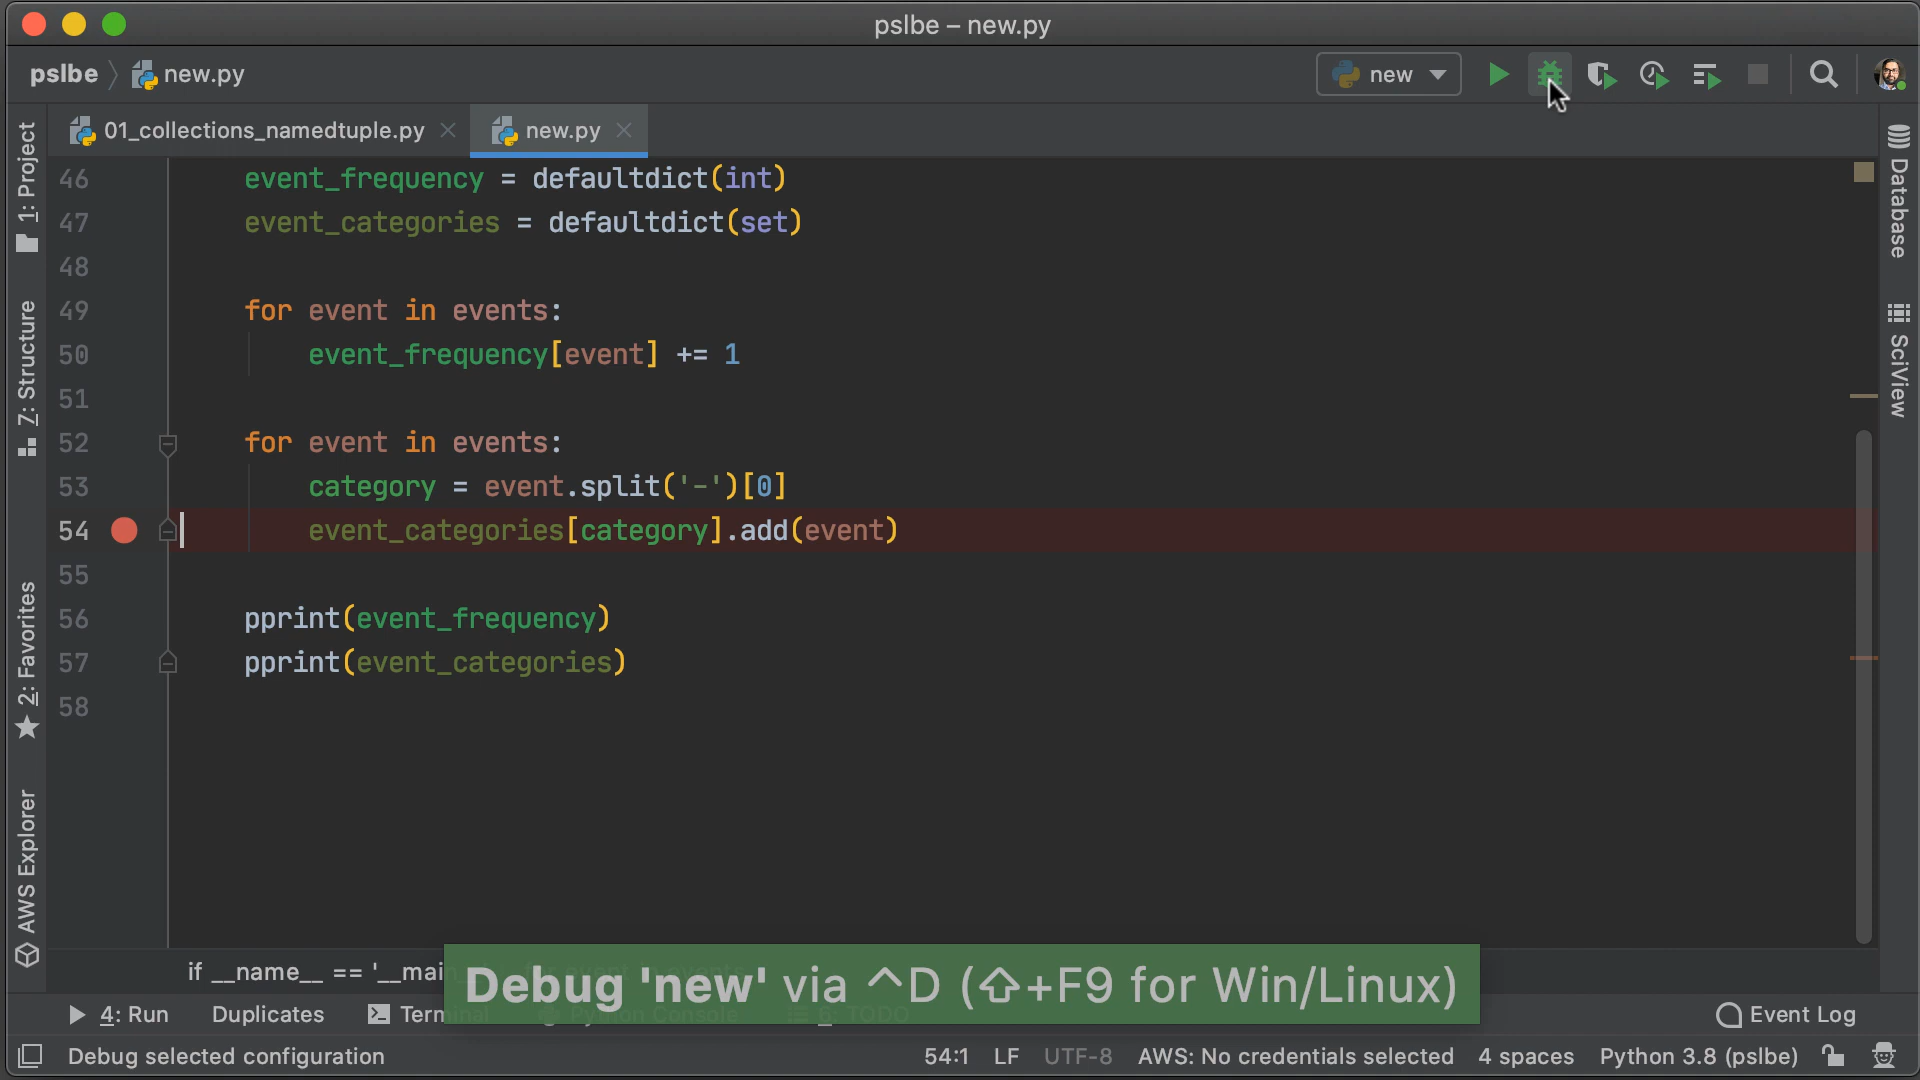 pslbe – new.py
pslbe 〉 new.py
new
01_collections_namedtuple.py
new.py
1: Project
7: Structure
2: Favorites
AWS Explorer
Database
SciView
46 event_frequency = defaultdict(int)
47 event_categories = defaultdict(set)
48
49 for event in events:
50 event_frequency[event] += 1
51
52 for event in events:
53 category = event.split('-')[0]
54 event_categories[category].add(event)
55
56 pprint(event_frequency)
57 pprint(event_categories)
58
if __name__ == '__mai
Debug 'new' via ^D (⇧+F9 for Win/Linux)
4: Run Duplicates Terminal Python Console 6: TODO Event Log
Debug selected configuration 54:1 LF UTF-8 AWS: No credentials selected 4 spaces Python 3.8 (pslbe)